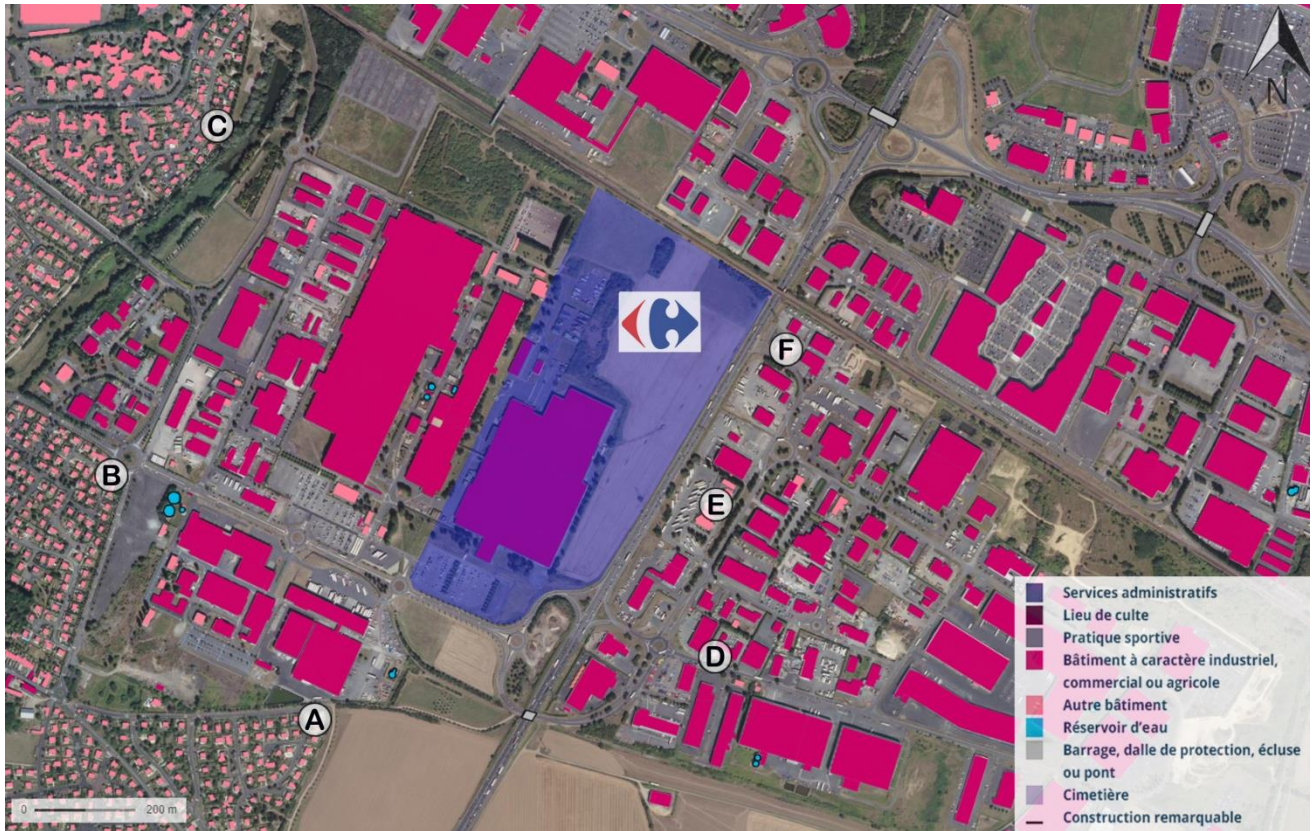 N
C
F
B
E
D
A
Services administratifs
Lieu de culte
Pratique sportive
Bâtiment à caractère industriel,
commercial ou agricole
Autre bâtiment
Réservoir d'eau
Barrage, dalle de protection, écluse
ou pont
Cimetière
Construction remarquable
0 200 m